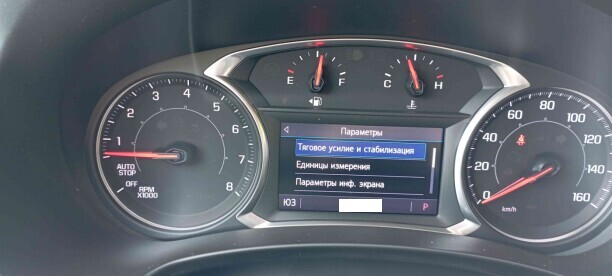 E F C H
1 2 3 4 5 6 7 8
AUTO
STOP
OFF
RPM
X1000
Параметры
Тяговое усилие и стабилизация
Единицы измерения
Параметры инф. экрана
ЮЗ P
0 20 40 60 80 100 120 140 160
km/h